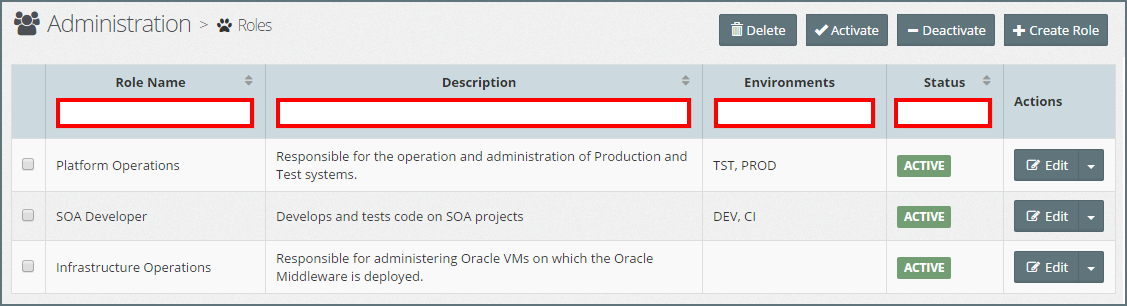 Administration > Roles
Delete Activate Deactivate Create Role
Role Name Description Environments Status Actions
Platform Operations Responsible for the operation and administration of Production and Test systems. TST, PROD ACTIVE Edit
SOA Developer Develops and tests code on SOA projects DEV, CI ACTIVE Edit
Infrastructure Operations Responsible for administering Oracle VMs on which the Oracle Middleware is deployed. ACTIVE Edit